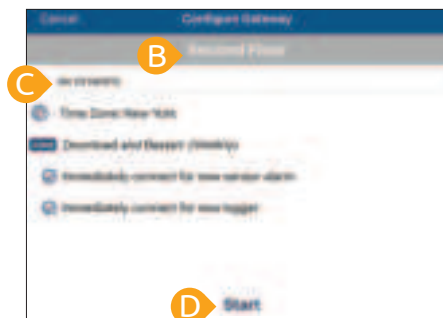 Cancel Configure Gateway
B Second Floor
C
Time Zone: New York
Download and Restart (Weekly)
Immediately connect for new sensor alarm
Immediately connect for new logger
D Start